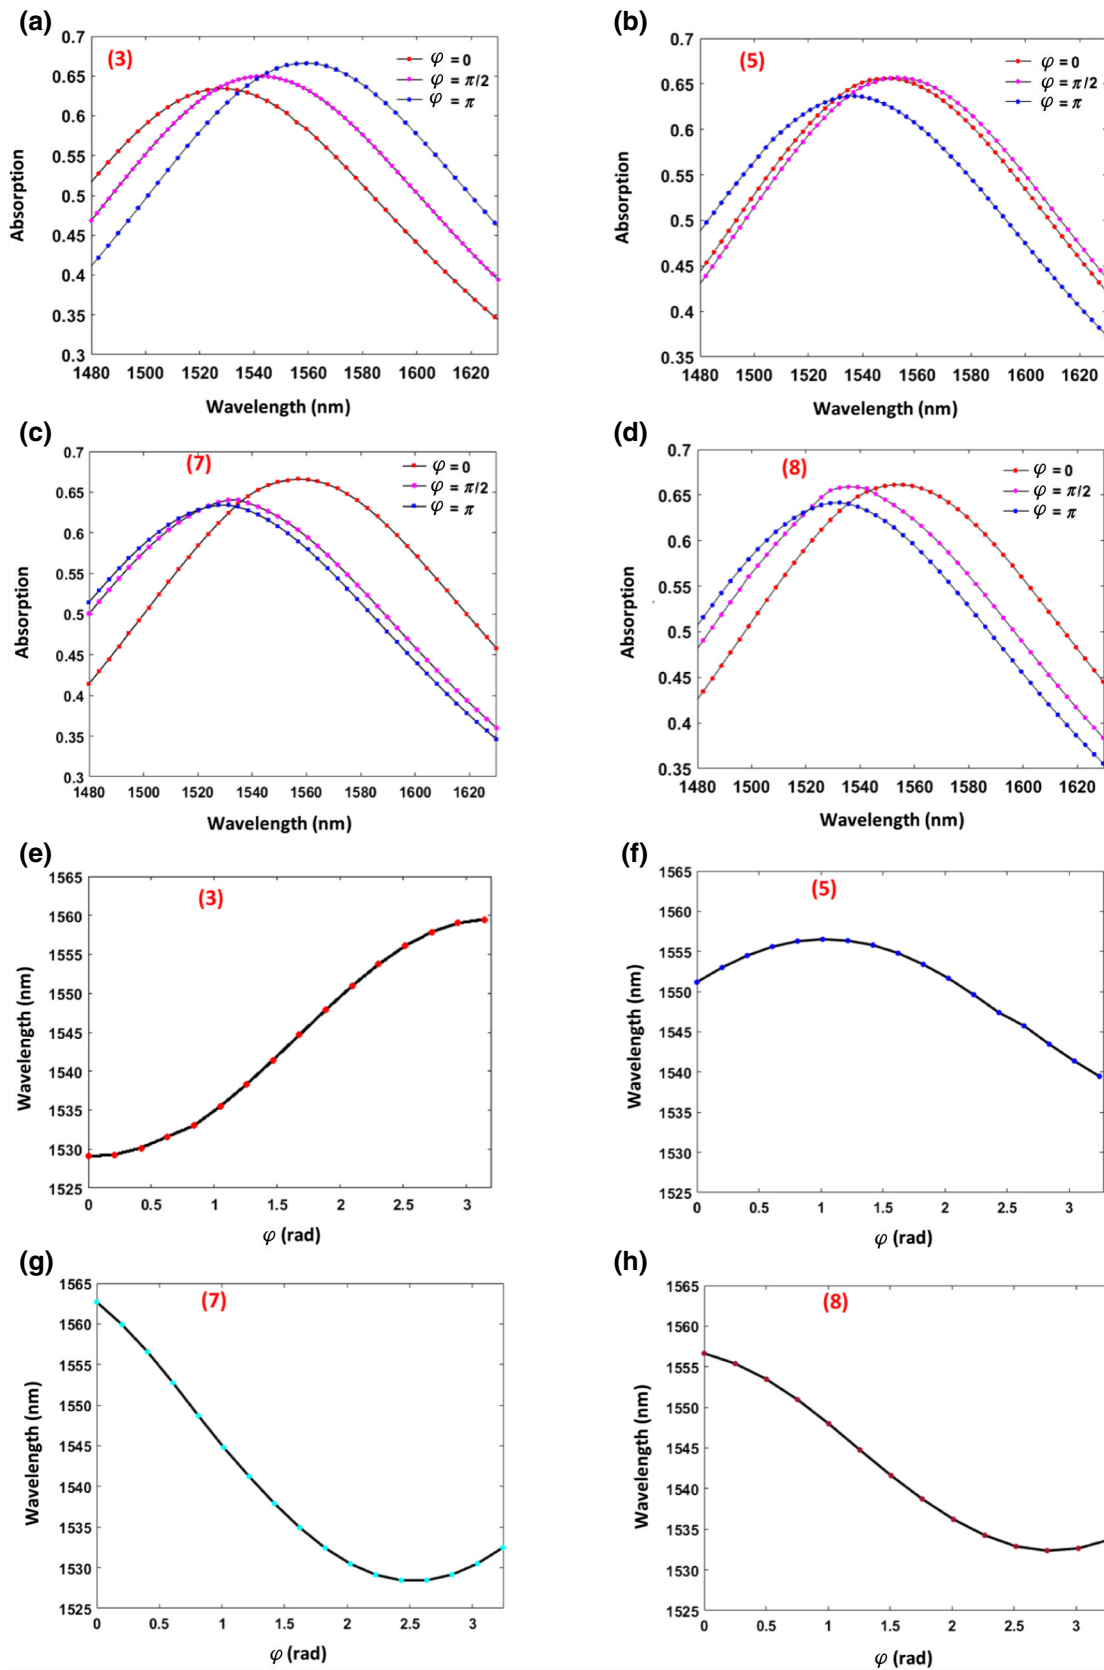 (a)
(3)
φ = 0
φ = π/2
φ = π
0.7
0.65
0.6
0.55
0.5
0.45
0.4
0.35
0.3
Absorption
1480 1500 1520 1540 1560 1580 1600 1620
Wavelength (nm)
(b)
(5)
φ = 0
φ = π/2
φ = π
0.7
0.65
0.6
0.55
0.5
0.45
0.4
0.35
Absorption
1480 1500 1520 1540 1560 1580 1600 1620
Wavelength (nm)
(c)
(7)
φ = 0
φ = π/2
φ = π
0.7
0.65
0.6
0.55
0.5
0.45
0.4
0.35
0.3
Absorption
1480 1500 1520 1540 1560 1580 1600 1620
Wavelength (nm)
(d)
(8)
φ = 0
φ = π/2
φ = π
0.7
0.65
0.6
0.55
0.5
0.45
0.4
0.35
Absorption
1480 1500 1520 1540 1560 1580 1600 1620
Wavelength (nm)
(e)
(3)
1565
1560
1555
1550
1545
1540
1535
1530
1525
Wavelength (nm)
0 0.5 1 1.5 2 2.5 3
φ (rad)
(f)
(5)
1565
1560
1555
1550
1545
1540
1535
1530
1525
Wavelength (nm)
0 0.5 1 1.5 2 2.5 3
φ (rad)
(g)
(7)
1565
1560
1555
1550
1545
1540
1535
1530
1525
Wavelength (nm)
0 0.5 1 1.5 2 2.5 3
φ (rad)
(h)
(8)
1565
1560
1555
1550
1545
1540
1535
1530
1525
Wavelength (nm)
0 0.5 1 1.5 2 2.5 3
φ (rad)